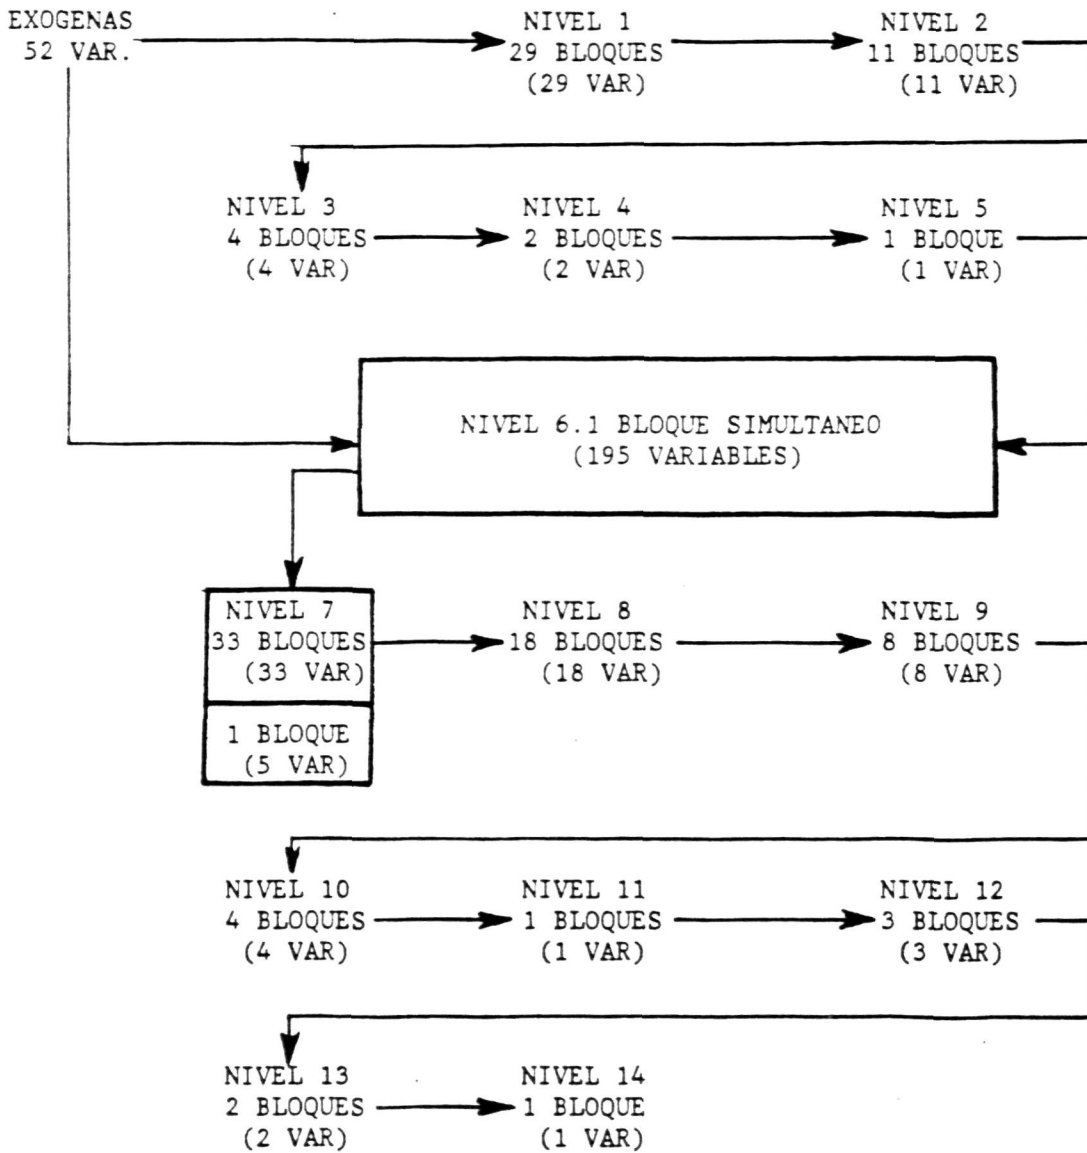 EXOGENAS
52 VAR.
NIVEL 1
29 BLOQUES
(29 VAR)
NIVEL 2
11 BLOQUES
(11 VAR)
NIVEL 3
4 BLOQUES
(4 VAR)
NIVEL 4
2 BLOQUES
(2 VAR)
NIVEL 5
1 BLOQUE
(1 VAR)
NIVEL 6.1 BLOQUE SIMULTANEO
(195 VARIABLES)
NIVEL 7
33 BLOQUES
(33 VAR)
1 BLOQUE
(5 VAR)
NIVEL 8
18 BLOQUES
(18 VAR)
NIVEL 9
8 BLOQUES
(8 VAR)
NIVEL 10
4 BLOQUES
(4 VAR)
NIVEL 11
1 BLOQUES
(1 VAR)
NIVEL 12
3 BLOQUES
(3 VAR)
NIVEL 13
2 BLOQUES
(2 VAR)
NIVEL 14
1 BLOQUE
(1 VAR)